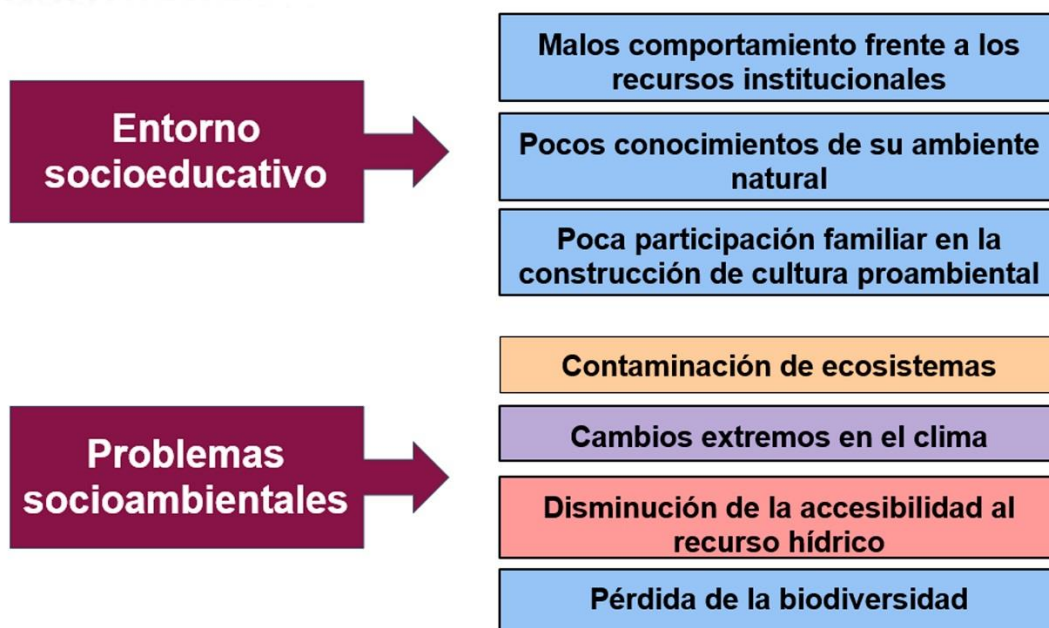 Entorno
socioeducativo
Malos comportamiento frente a los
recursos institucionales
Pocos conocimientos de su ambiente
natural
Poca participación familiar en la
construcción de cultura proambiental
Problemas
socioambientales
Contaminación de ecosistemas
Cambios extremos en el clima
Disminución de la accesibilidad al
recurso hídrico
Pérdida de la biodiversidad